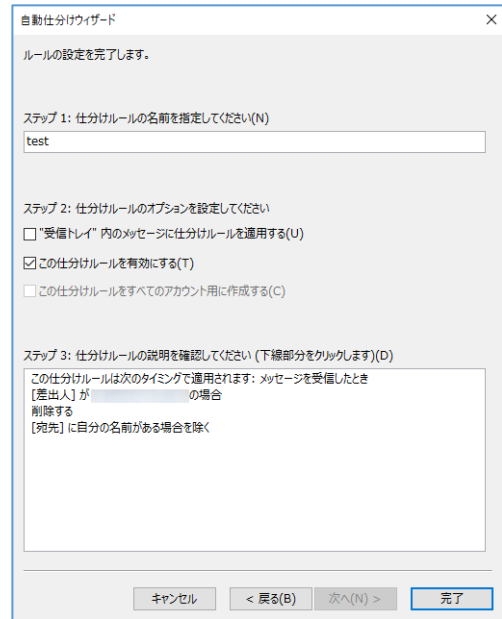 自動仕分けウィザード
ルールの設定を完了します。
ステップ 1: 仕分けルールの名前を指定してください(N)
test
ステップ 2: 仕分けルールのオプションを設定してください
"受信トレイ" 内のメッセージに仕分けルールを適用する(U)
この仕分けルールを有効にする(T)
この仕分けルールをすべてのアカウント用に作成する(C)
ステップ 3: 仕分けルールの説明を確認してください (下線部分をクリックします)(D)
この仕分けルールは次のタイミングで適用されます: メッセージを受信したとき
[差出人] が の場合
削除する
[宛先] に自分の名前がある場合を除く
キャンセル < 戻る(B) 次へ(N) > 完了